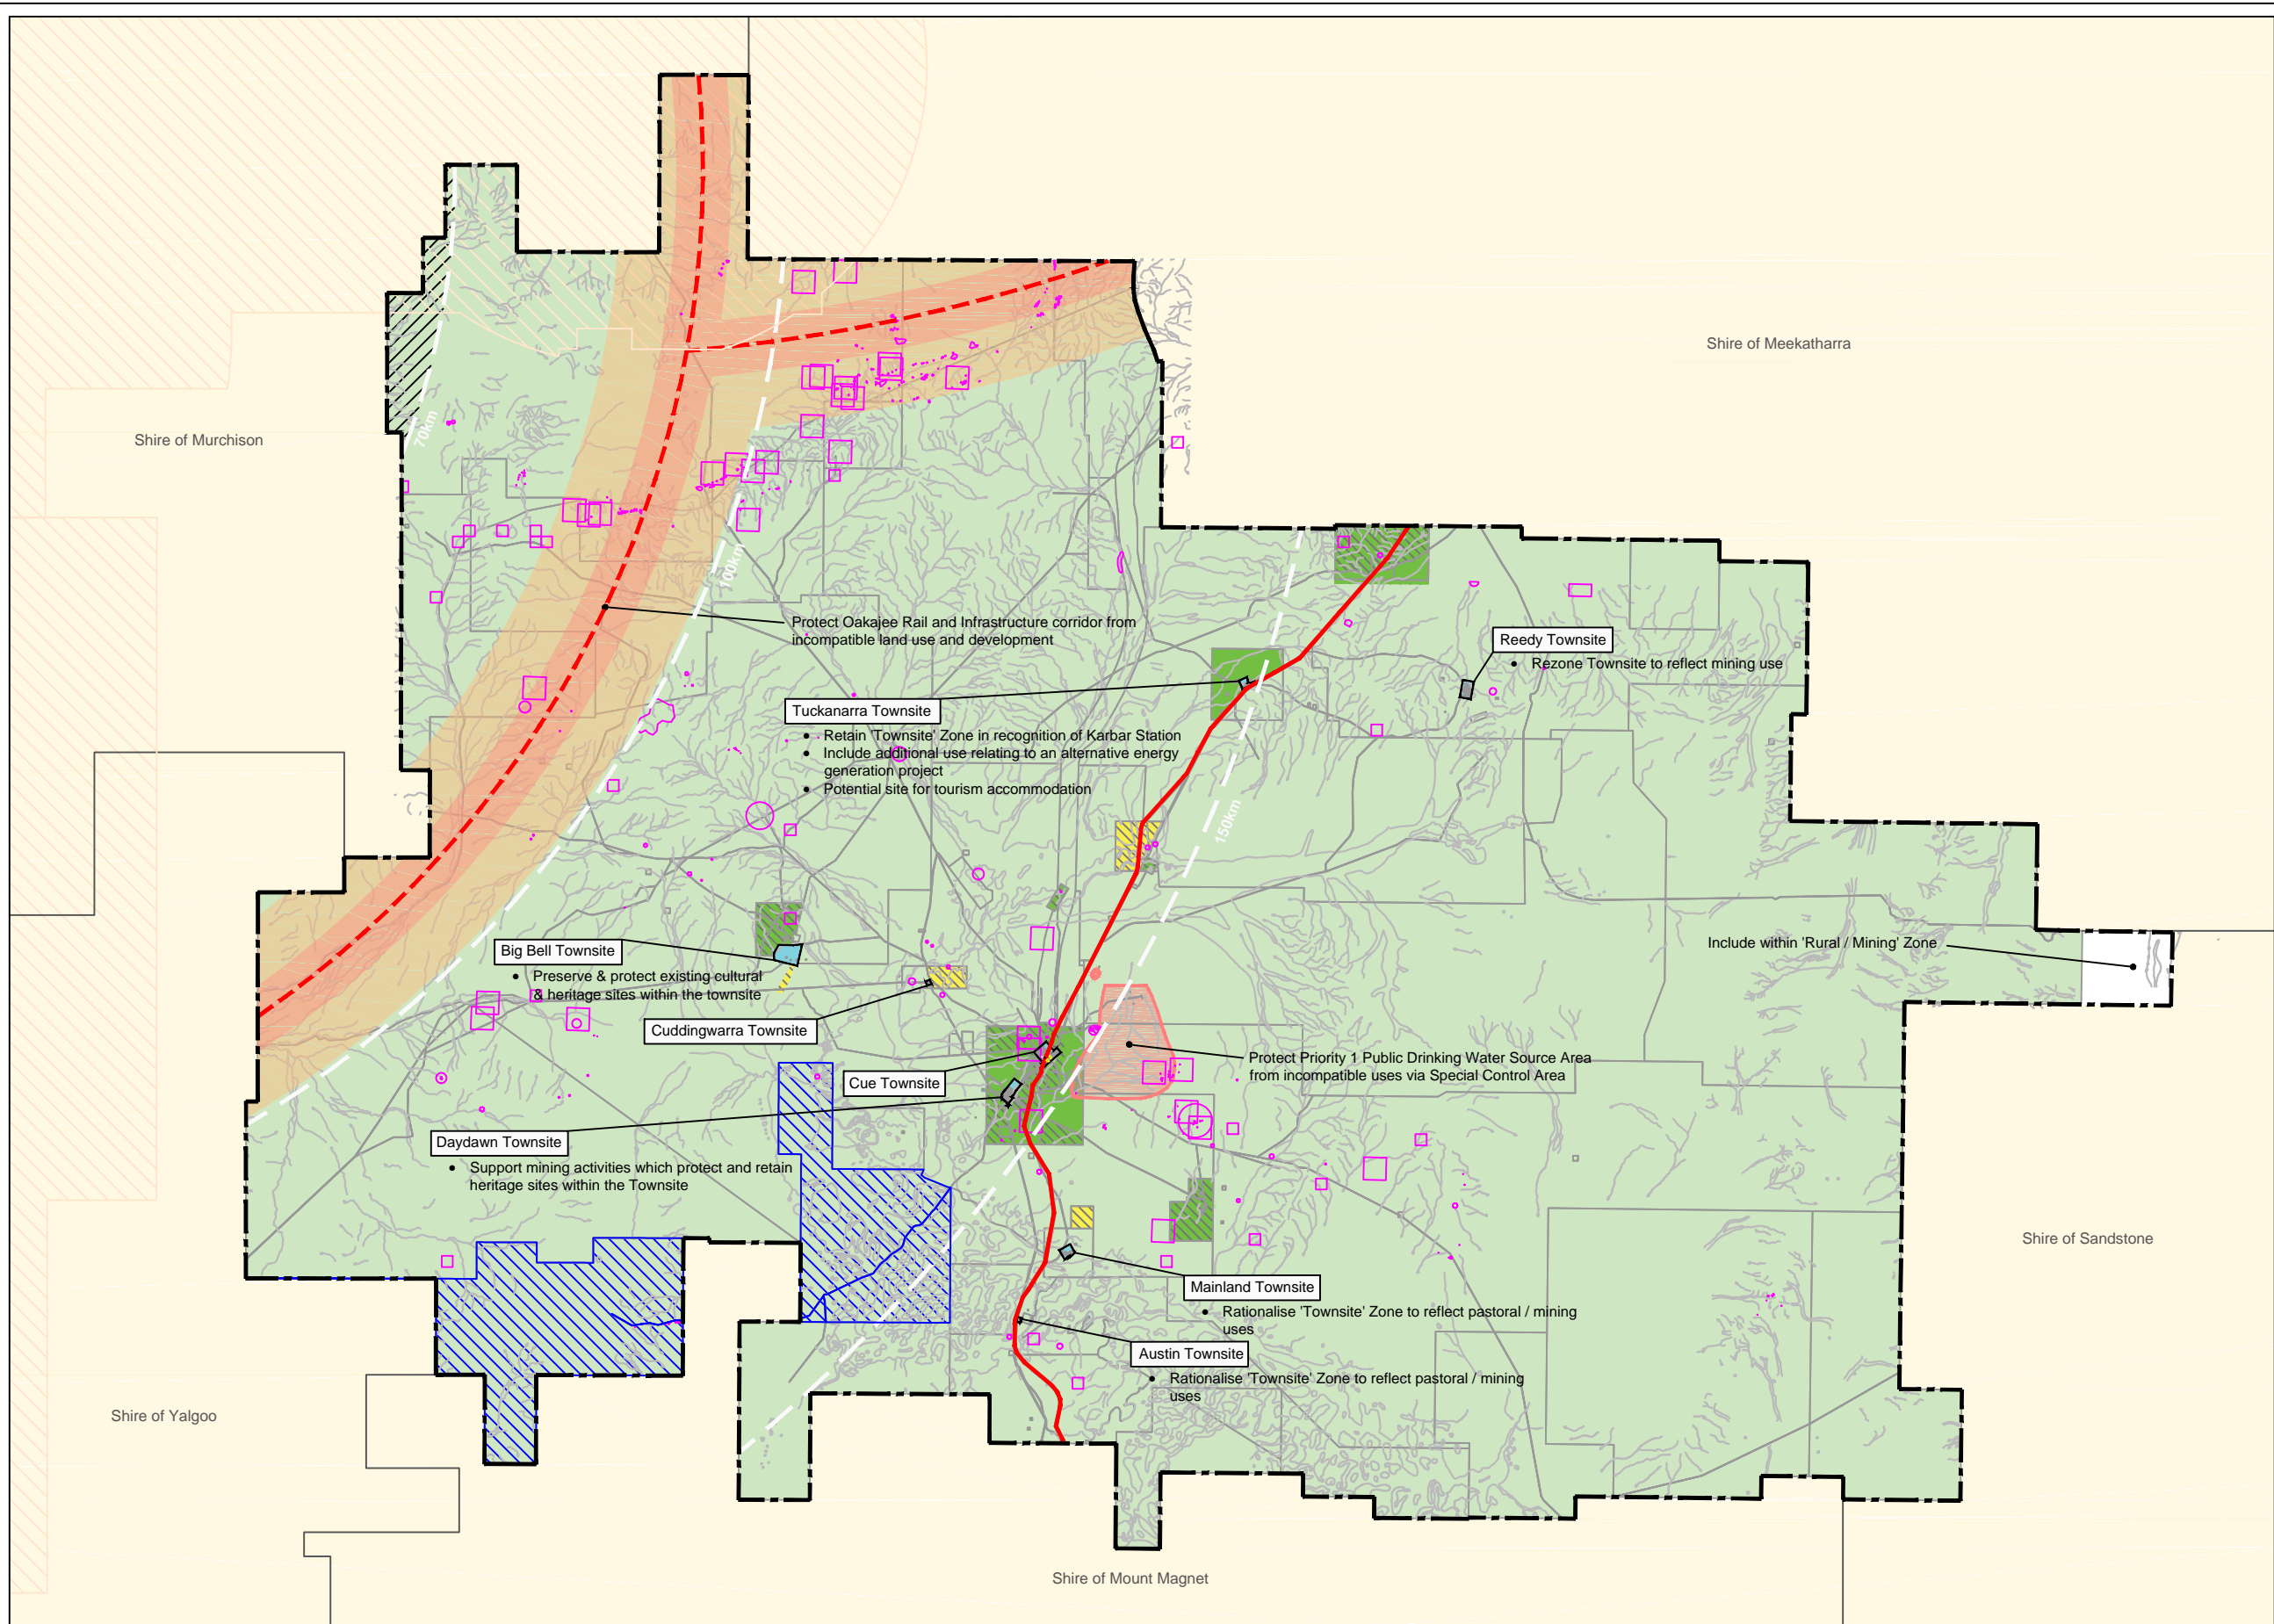 Shire of Meekatharra
Shire of Murchison
70km
100km
Protect Oakajee Rail and Infrastructure corridor from
incompatible land use and development
Reedy Townsite
• Rezone Townsite to reflect mining use
Tuckanarra Townsite
• Retain 'Townsite' Zone in recognition of Karbar Station
• Include additional use relating to an alternative energy
generation project
• Potential site for tourism accommodation
150km
Big Bell Townsite
• Preserve & protect existing cultural
& heritage sites within the townsite
Include within 'Rural / Mining' Zone
Cuddingwarra Townsite
Cue Townsite
Protect Priority 1 Public Drinking Water Source Area
from incompatible uses via Special Control Area
Daydawn Townsite
• Support mining activities which protect and retain
heritage sites within the Townsite
Shire of Sandstone
Mainland Townsite
• Rationalise 'Townsite' Zone to reflect pastoral / mining
uses
Austin Townsite
• Rationalise 'Townsite' Zone to reflect pastoral / mining
uses
Shire of Yalgoo
Shire of Mount Magnet